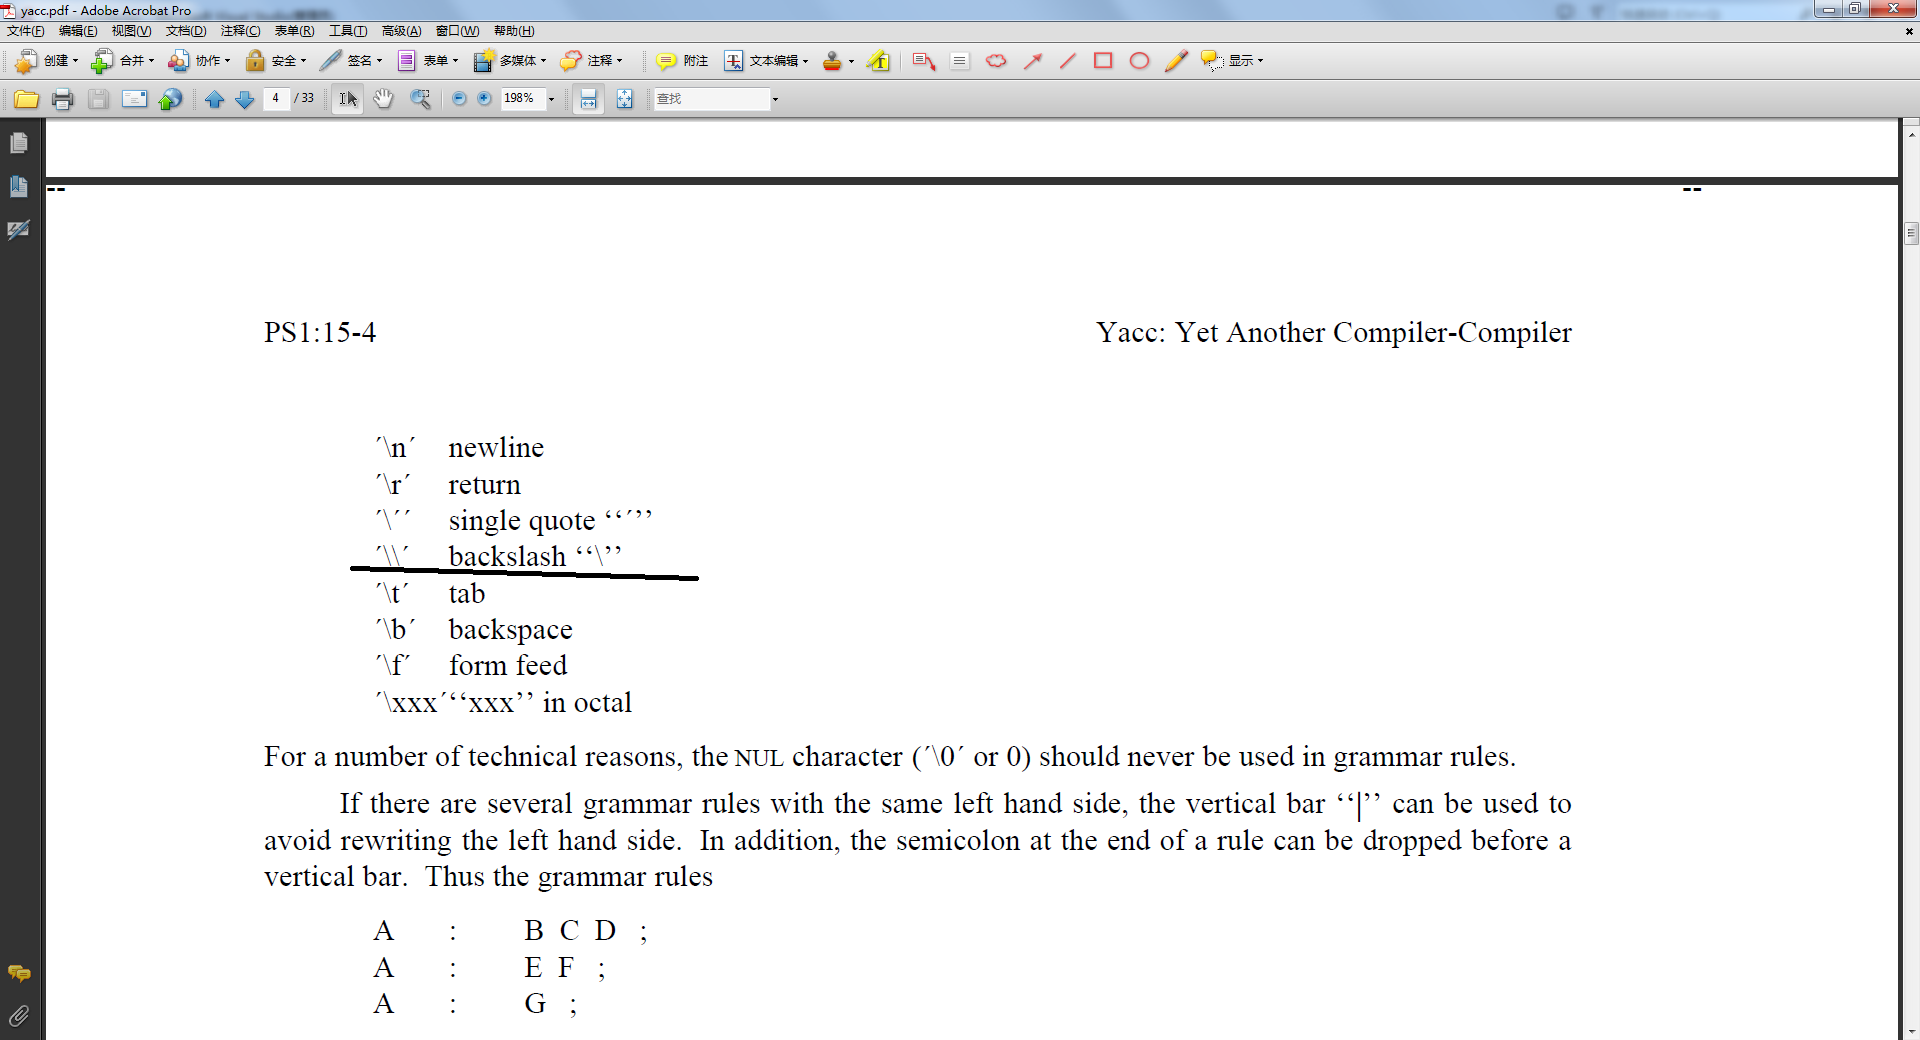 yacc.pdf - Adobe Acrobat Pro
文件(F) 编辑(E) 视图(V) 文档(D) 注释(C) 表单(R) 工具(T) 高级(A) 窗口(W) 帮助(H)
创建 合并 协作 安全 签名 表单 多媒体 注释 附注 文本编辑 显示
4 / 33 198% 查找
-- --
PS1:15-4 Yacc: Yet Another Compiler-Compiler
´\n´ newline
´\r´ return
´\´´ single quote ‘‘´’’
´\\´ backslash ‘‘\’’
´\t´ tab
´\b´ backspace
´\f´ form feed
´\xxx´ ‘‘xxx’’ in octal
For a number of technical reasons, the NUL character (´\0´ or 0) should never be used in grammar rules.
If there are several grammar rules with the same left hand side, the vertical bar ‘‘|’’ can be used to
avoid rewriting the left hand side. In addition, the semicolon at the end of a rule can be dropped before a
vertical bar. Thus the grammar rules
A : B C D ;
A : E F ;
A : G ;